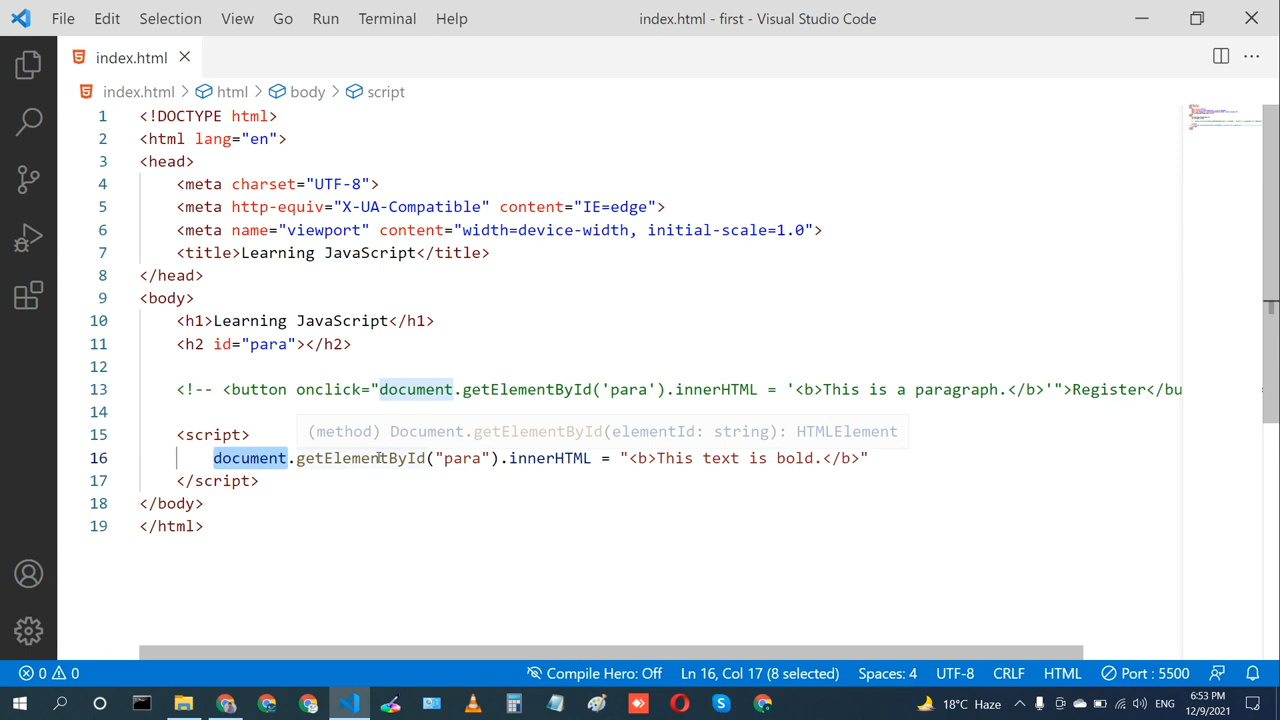 File Edit Selection View Go Run Terminal Help index.html - first - Visual Studio Code
index.html
index.html > html > body > script
1 <!DOCTYPE html>
2 <html lang="en">
3 <head>
4 <meta charset="UTF-8">
5 <meta http-equiv="X-UA-Compatible" content="IE=edge">
6 <meta name="viewport" content="width=device-width, initial-scale=1.0">
7 <title>Learning JavaScript</title>
8 </head>
9 <body>
10 <h1>Learning JavaScript</h1>
11 <h2 id="para"></h2>
12
13 <!-- <button onclick="document.getElementById('para').innerHTML = '<b>This is a paragraph.</b>'">Register</bu
14
(method) Document.getElementById(elementId: string): HTMLElement
15 <script>
16 document.getElementById("para").innerHTML = "<b>This text is bold.</b>"
17 </script>
18 </body>
19 </html>
0 0 Compile Hero: Off Ln 16, Col 17 (8 selected) Spaces: 4 UTF-8 CRLF HTML Port : 5500
18°C Haze ENG 6:53 PM
12/9/2021